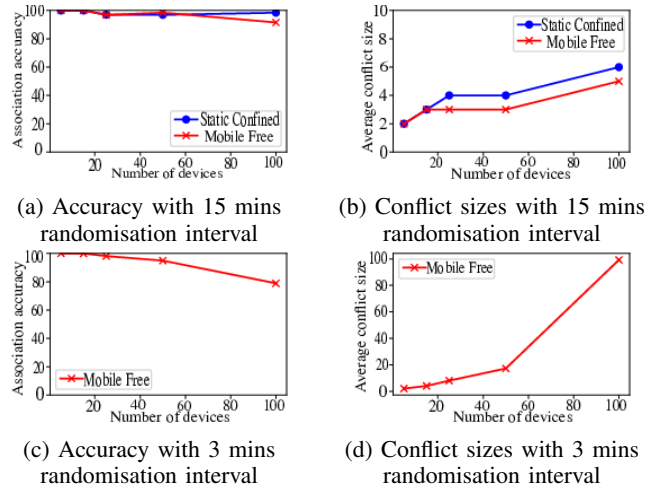 Association accuracy
100
80
60
40
20
0
Static Confined
Mobile Free
20 40 60 80 100
Number of devices
(a) Accuracy with 15 mins
randomisation interval
Average conflict size
10
8
6
4
2
0
Static Confined
Mobile Free
20 40 60 80 100
Number of devices
(b) Conflict sizes with 15 mins
randomisation interval
Association accuracy
100
80
60
40
20
0
Mobile Free
20 40 60 80 100
Number of devices
(c) Accuracy with 3 mins
randomisation interval
Average conflict size
100
80
60
40
20
0
Mobile Free
20 40 60 80 100
Number of devices
(d) Conflict sizes with 3 mins
randomisation interval